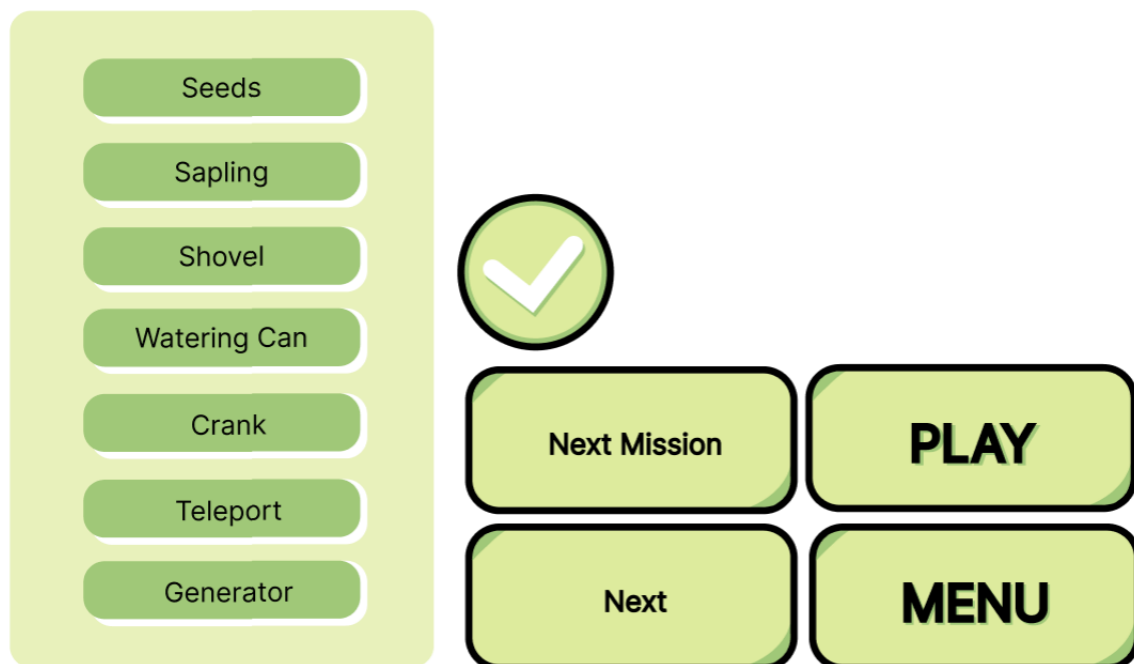 Seeds
Sapling
Shovel
Watering Can
Crank
Teleport
Generator
Next Mission
PLAY
Next
MENU